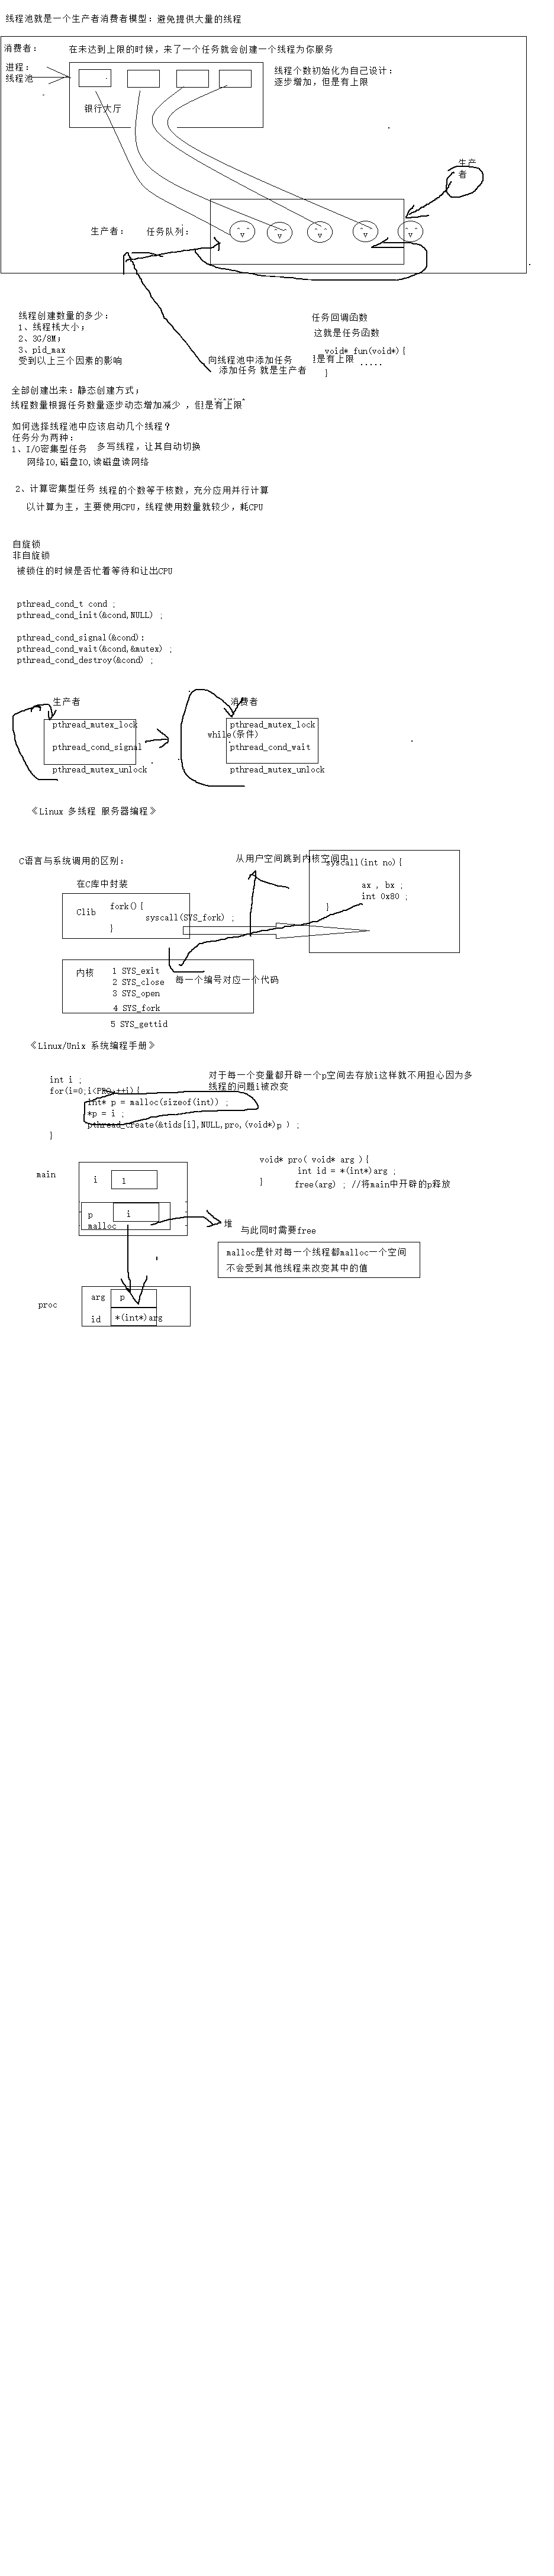 线程池就是一个生产者消费者模型：避免提供大量的线程
消费者：
在未达到上限的时候，来了一个任务就会创建一个线程为你服务
进程：
线程池
线程个数初始化为自己设计：
逐步增加，但是有上限
银行大厅
生产
者
生产者：
任务队列：
线程创建数量的多少：
1、线程栈大小；
2、3G/8M；
3、pid_max
受到以上三个因素的影响
任务回调函数
这就是任务函数
void* fun(void*){
是有上限
.....
}
向线程池中添加任务
添加任务 就是生产者
全部创建出来：静态创建方式；
线程数量根据任务数量逐步动态增加减少 ，但是有上限
如何选择线程池中应该启动几个线程？
任务分为两种：
1、I/O密集型任务
多写线程，让其自动切换
网络IO,磁盘IO,读磁盘读网络
2、计算密集型任务
线程的个数等于核数，充分应用并行计算
以计算为主，主要使用CPU，线程使用数量就较少，耗CPU
自旋锁
非自旋锁
被锁住的时候是否忙着等待和让出CPU
pthread_cond_t cond ;
pthread_cond_init(&cond,NULL) ;
pthread_cond_signal(&cond):
pthread_cond_wait(&cond,&mutex) ;
pthread_cond_destroy(&cond) ;
生产者
pthread_mutex_lock
pthread_cond_signal
pthread_mutex_unlock
消费者
pthread_mutex_lock
while(条件)
pthread_cond_wait
pthread_mutex_unlock
《Linux 多线程 服务器编程》
C语言与系统调用的区别：
从用户空间跳到内核空间中
syscall(int no){
ax , bx ;
int 0x80 ;
}
在C库中封装
Clib
fork(){
syscall(SYS_fork) ;
}
内核
1 SYS_exit
2 SYS_close
3 SYS_open
4 SYS_fork
5 SYS_gettid
每一个编号对应一个代码
《Linux/Unix 系统编程手册》
对于每一个变量都开辟一个p空间去存放i这样就不用担心因为多
线程的问题i被改变
int i ;
for(i=0;i<PRO;++i){
int* p = malloc(sizeof(int)) ;
*p = i ;
pthread_create(&tids[i],NULL,pro,(void*)p ) ;
}
void* pro( void* arg ){
int id = *(int*)arg ;
}
free(arg) ; //将main中开辟的p释放
main
i
1
p
i
malloc
堆
与此同时需要free
malloc是针对每一个线程都malloc一个空间
不会受到其他线程来改变其中的值
proc
arg
p
id
*(int*)arg